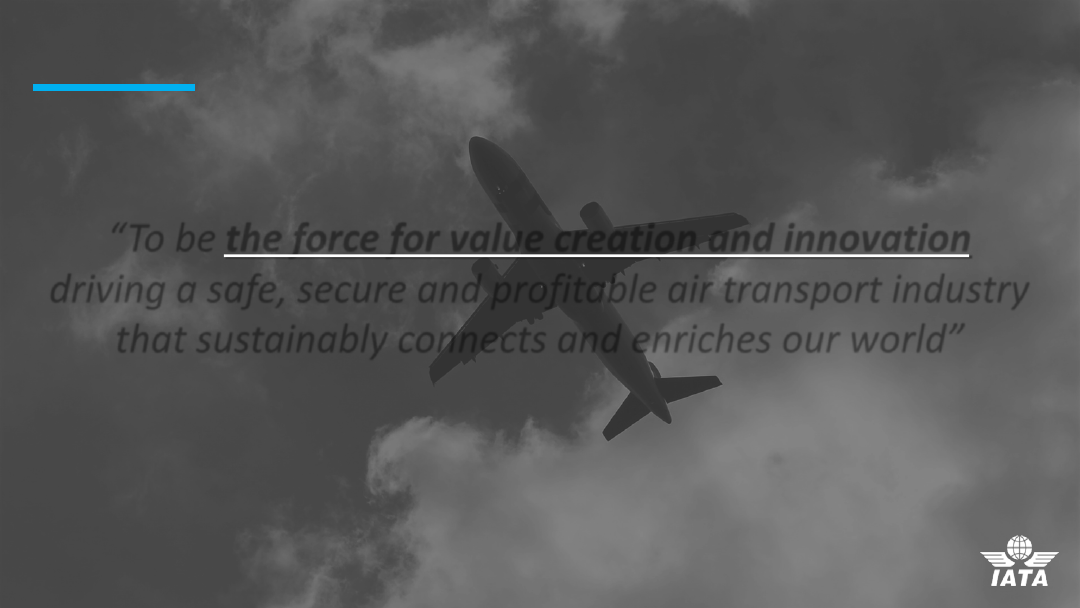 “To be the force for value creation and innovation
driving a safe, secure and profitable air transport industry
that sustainably connects and enriches our world”
IATA